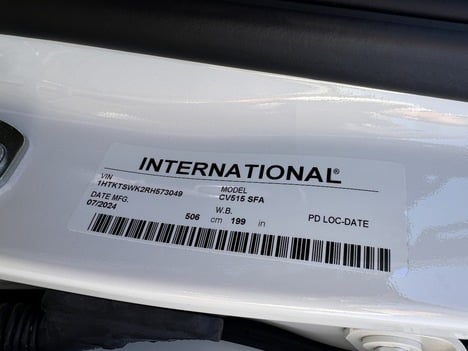 INTERNATIONAL®
VIN
1HTKTSWK2RH573049
MODEL
CV515 SFA
DATE MFG.
07/2024
W.B.
506 cm 199 in
PD LOC-DATE